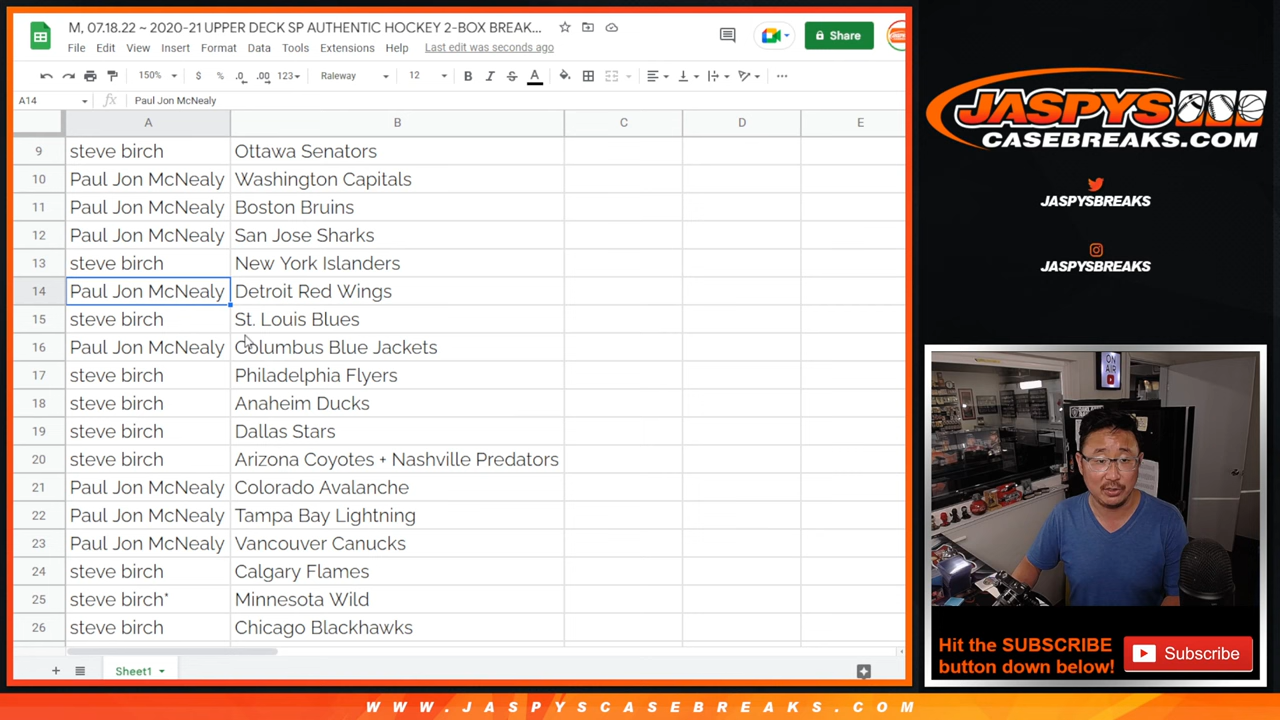 M, 07.18.22 ~ 2020-21 UPPER DECK SP AUTHENTIC HOCKEY 2-BOX BREAK...
File Edit View Insert Format Data Tools Extensions Help Last edit was seconds ago
Share
150% $ % .0 .00 123 Raleway 12 B I S A
A14 fx Paul Jon McNealy
A B C D E
9 steve birch Ottawa Senators
10 Paul Jon McNealy Washington Capitals
11 Paul Jon McNealy Boston Bruins
12 Paul Jon McNealy San Jose Sharks
13 steve birch New York Islanders
14 Paul Jon McNealy Detroit Red Wings
15 steve birch St. Louis Blues
16 Paul Jon McNealy Columbus Blue Jackets
17 steve birch Philadelphia Flyers
18 steve birch Anaheim Ducks
19 steve birch Dallas Stars
20 steve birch Arizona Coyotes + Nashville Predators
21 Paul Jon McNealy Colorado Avalanche
22 Paul Jon McNealy Tampa Bay Lightning
23 Paul Jon McNealy Vancouver Canucks
24 steve birch Calgary Flames
25 steve birch* Minnesota Wild
26 steve birch Chicago Blackhawks
Sheet1
JASPYS
CASEBREAKS.COM
JASPYSBREAKS
JASPYSBREAKS
ON
AIR
Hit the SUBSCRIBE
button down below!
Subscribe
WWW.JASPYSCASEBREAKS.COM